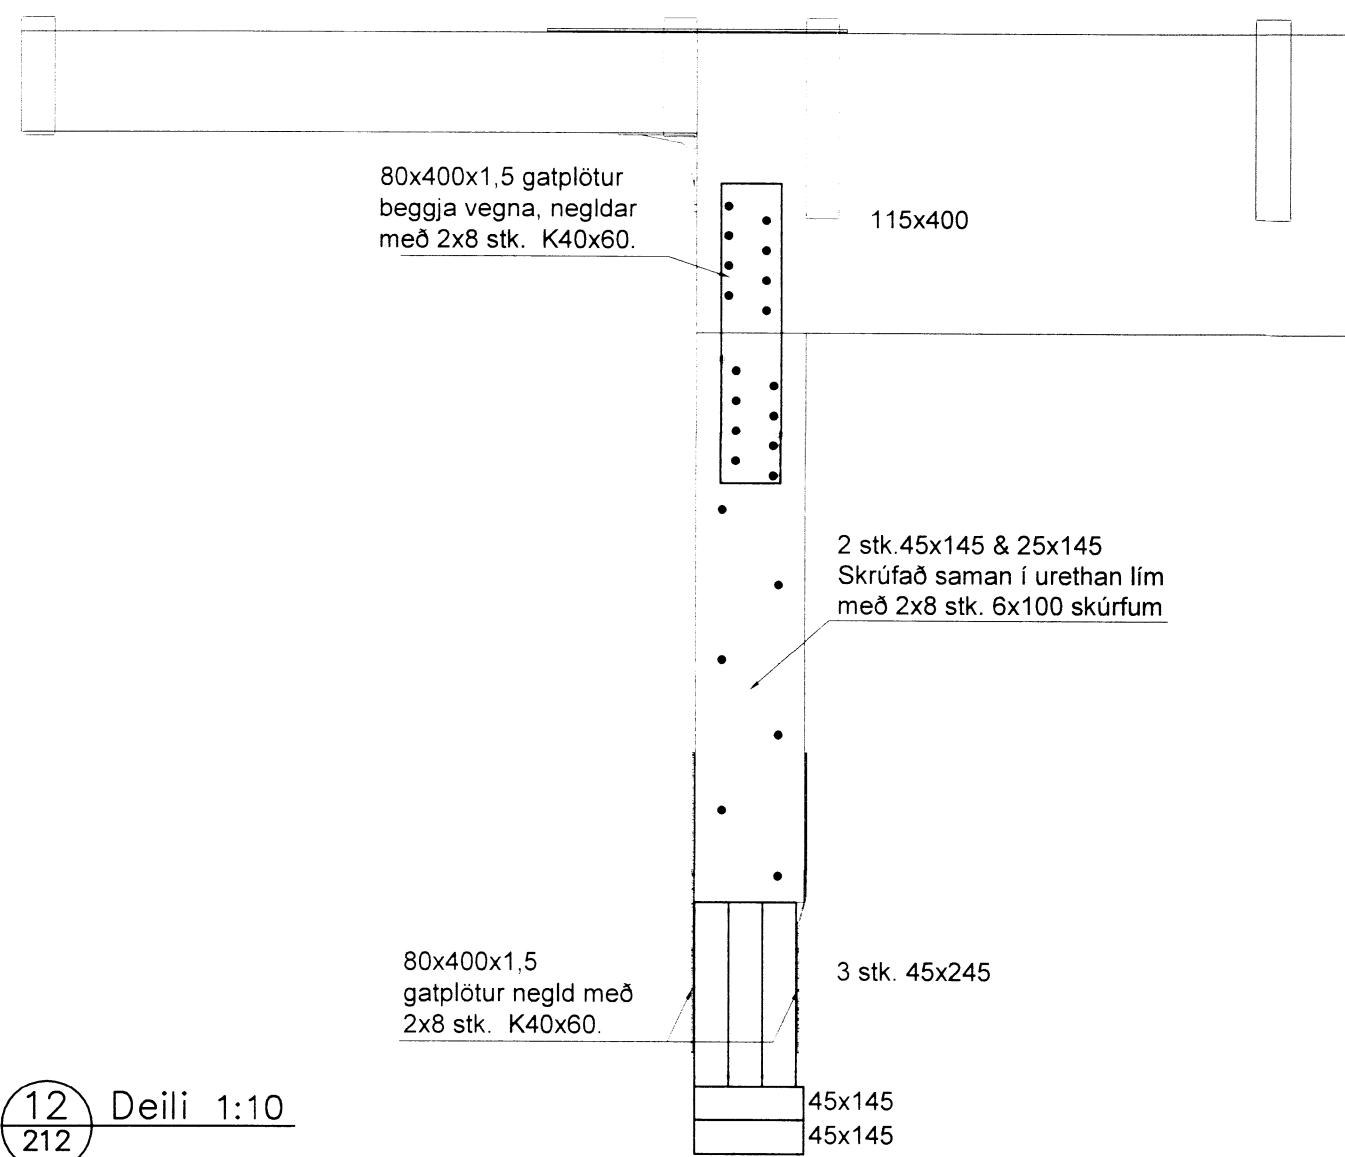 80x400x1,5 gatplötur
beggja vegna, negldar
með 2x8 stk. K40x60.
115x400
2 stk.45x145 & 25x145
Skrúfað saman í urethan lím
með 2x8 stk. 6x100 skúrfum
80x400x1,5
gatplötur negld með
2x8 stk. K40x60.
3 stk. 45x245
45x145
45x145
12
212
Deili 1:10